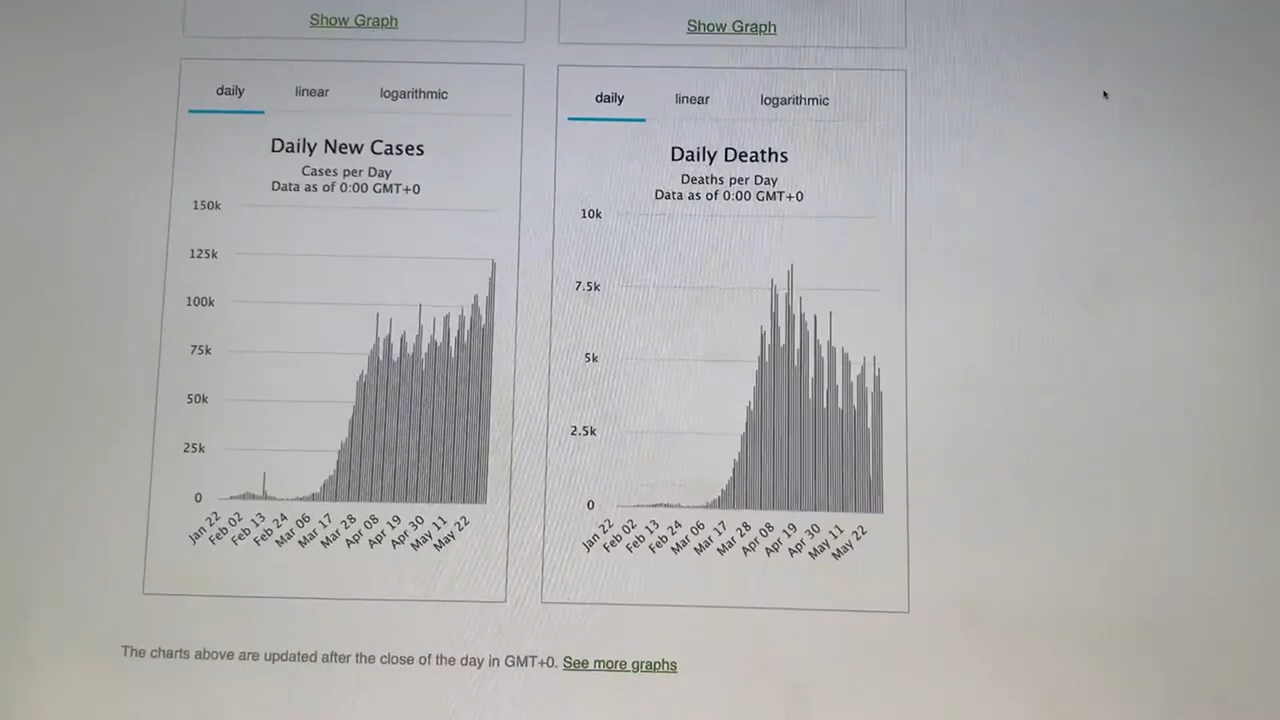 Show Graph
Show Graph
daily linear logarithmic
Daily New Cases
Cases per Day
Data as of 0:00 GMT+0
150k
125k
100k
75k
50k
25k
0
Jan 22
Feb 02
Feb 13
Feb 24
Mar 06
Mar 17
Mar 28
Apr 08
Apr 19
Apr 30
May 11
May 22
daily linear logarithmic
Daily Deaths
Deaths per Day
Data as of 0:00 GMT+0
10k
7.5k
5k
2.5k
0
Jan 22
Feb 02
Feb 13
Feb 24
Mar 06
Mar 17
Mar 28
Apr 08
Apr 19
Apr 30
May 11
May 22
The charts above are updated after the close of the day in GMT+0. See more graphs